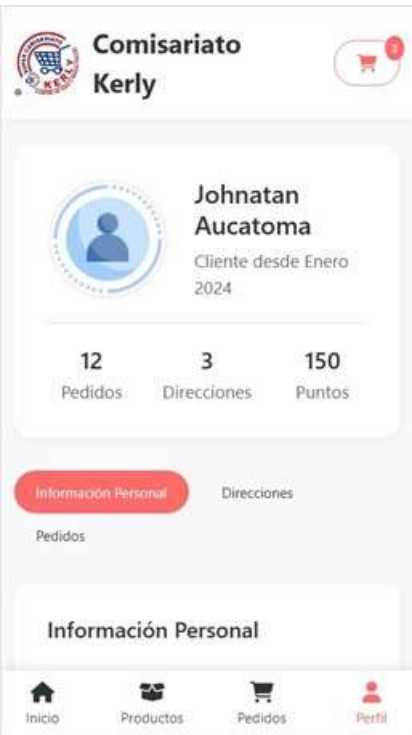 Comisariato
Kerly
3
KERLY
Johnatan
Aucatoma
Cliente desde Enero
2024
12 3 150
Pedidos Direcciones Puntos
Información Personal Direcciones
Pedidos
Información Personal
Inicio Productos Pedidos Perfil